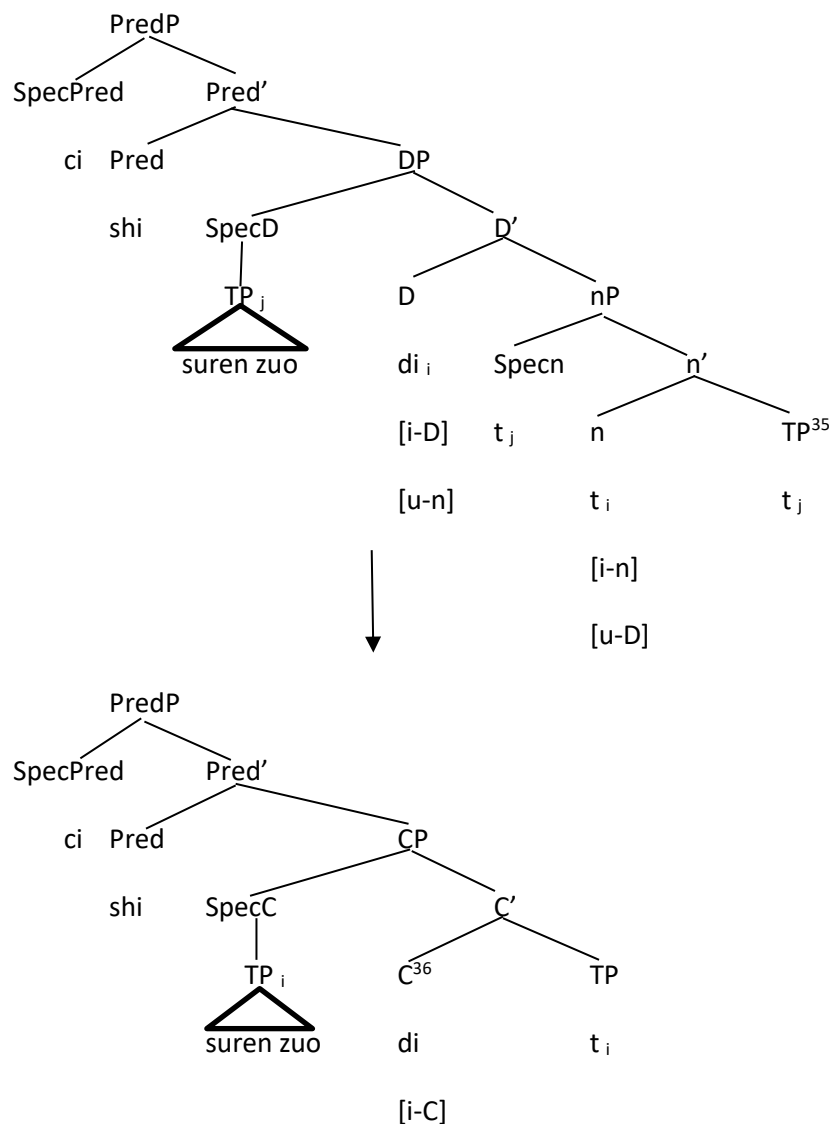 PredP
SpecPred Pred’
ci Pred DP
shi SpecD D’
TP j D nP
suren zuo di i Specn n’
[i-D] t j n TP35
[u-n] t i t j
[i-n]
[u-D]
PredP
SpecPred Pred’
ci Pred CP
shi SpecC C’
TP i C36 TP
suren zuo di t i
[i-C]